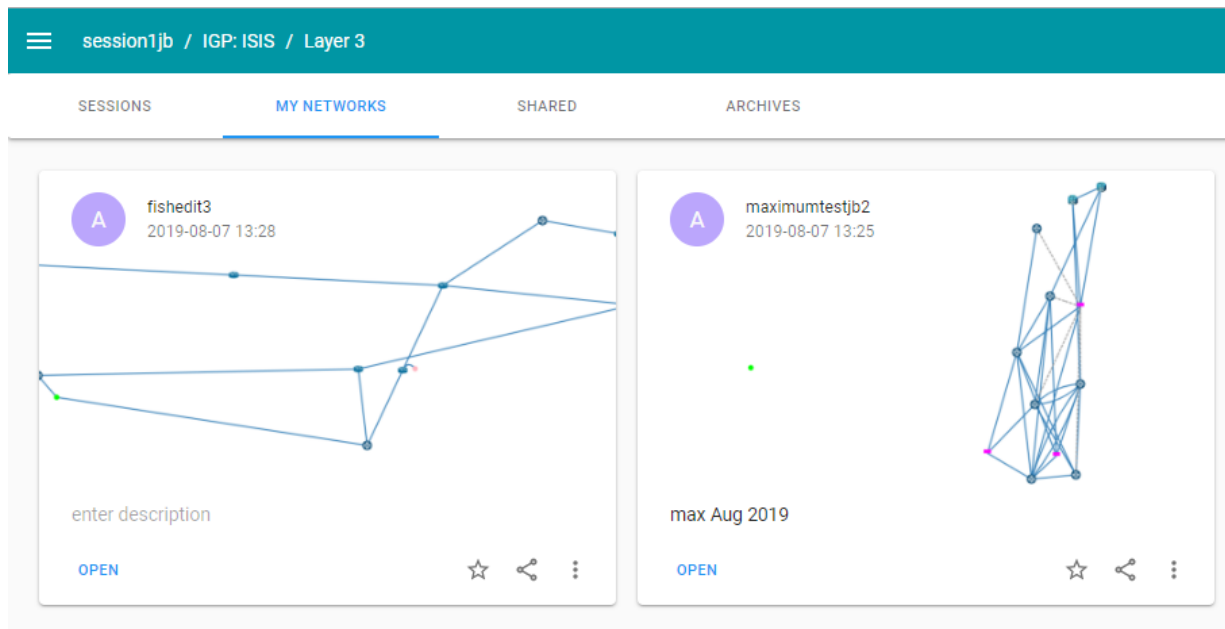 session1jb / IGP: ISIS / Layer 3
SESSIONS MY NETWORKS SHARED ARCHIVES
A
fishedit3
2019-08-07 13:28
enter description
OPEN
A
maximumtestjb2
2019-08-07 13:25
max Aug 2019
OPEN